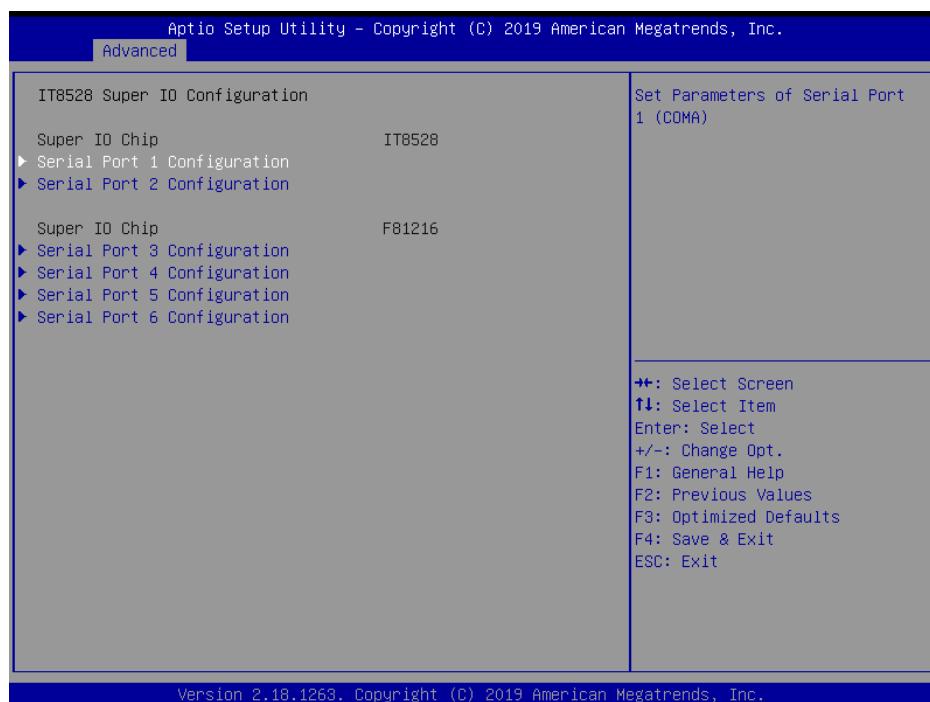 Aptio Setup Utility – Copyright (C) 2019 American Megatrends, Inc.
Advanced
IT8528 Super IO Configuration
Super IO Chip IT8528
Serial Port 1 Configuration
Serial Port 2 Configuration
Super IO Chip F81216
Serial Port 3 Configuration
Serial Port 4 Configuration
Serial Port 5 Configuration
Serial Port 6 Configuration
Set Parameters of Serial Port
1 (COMA)
→←: Select Screen
↑↓: Select Item
Enter: Select
+/-: Change Opt.
F1: General Help
F2: Previous Values
F3: Optimized Defaults
F4: Save & Exit
ESC: Exit
Version 2.18.1263. Copyright (C) 2019 American Megatrends, Inc.